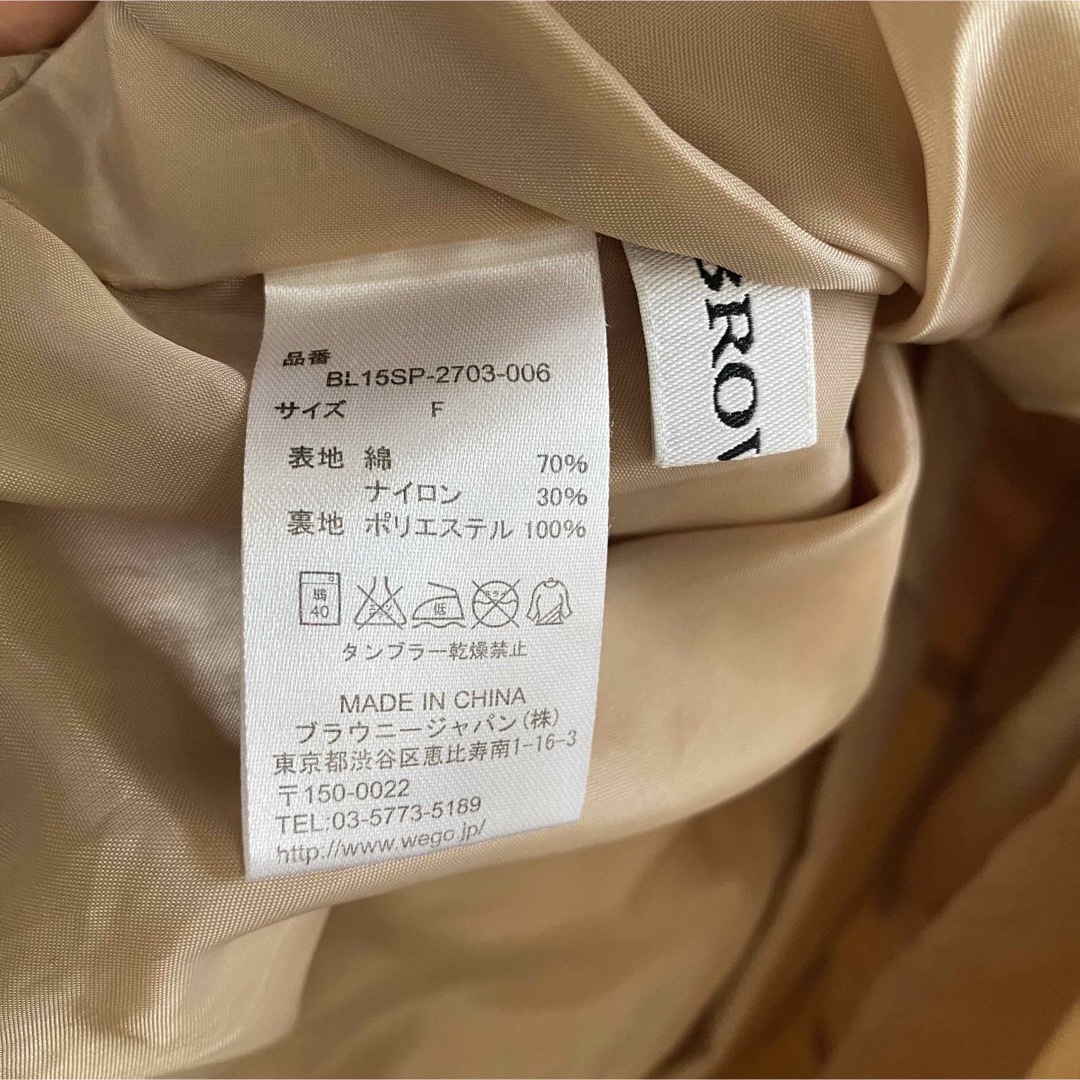 品番
BL15SP-2703-006
サイズ F
表地 綿 70%
ナイロン 30%
裏地 ポリエステル 100%
40
低
タンブラー乾燥禁止
MADE IN CHINA
ブラウニージャパン(株)
東京都渋谷区恵比寿南1-16-3
〒150-0022
TEL:03-5773-5189
http://www.wego.jp/
BROW